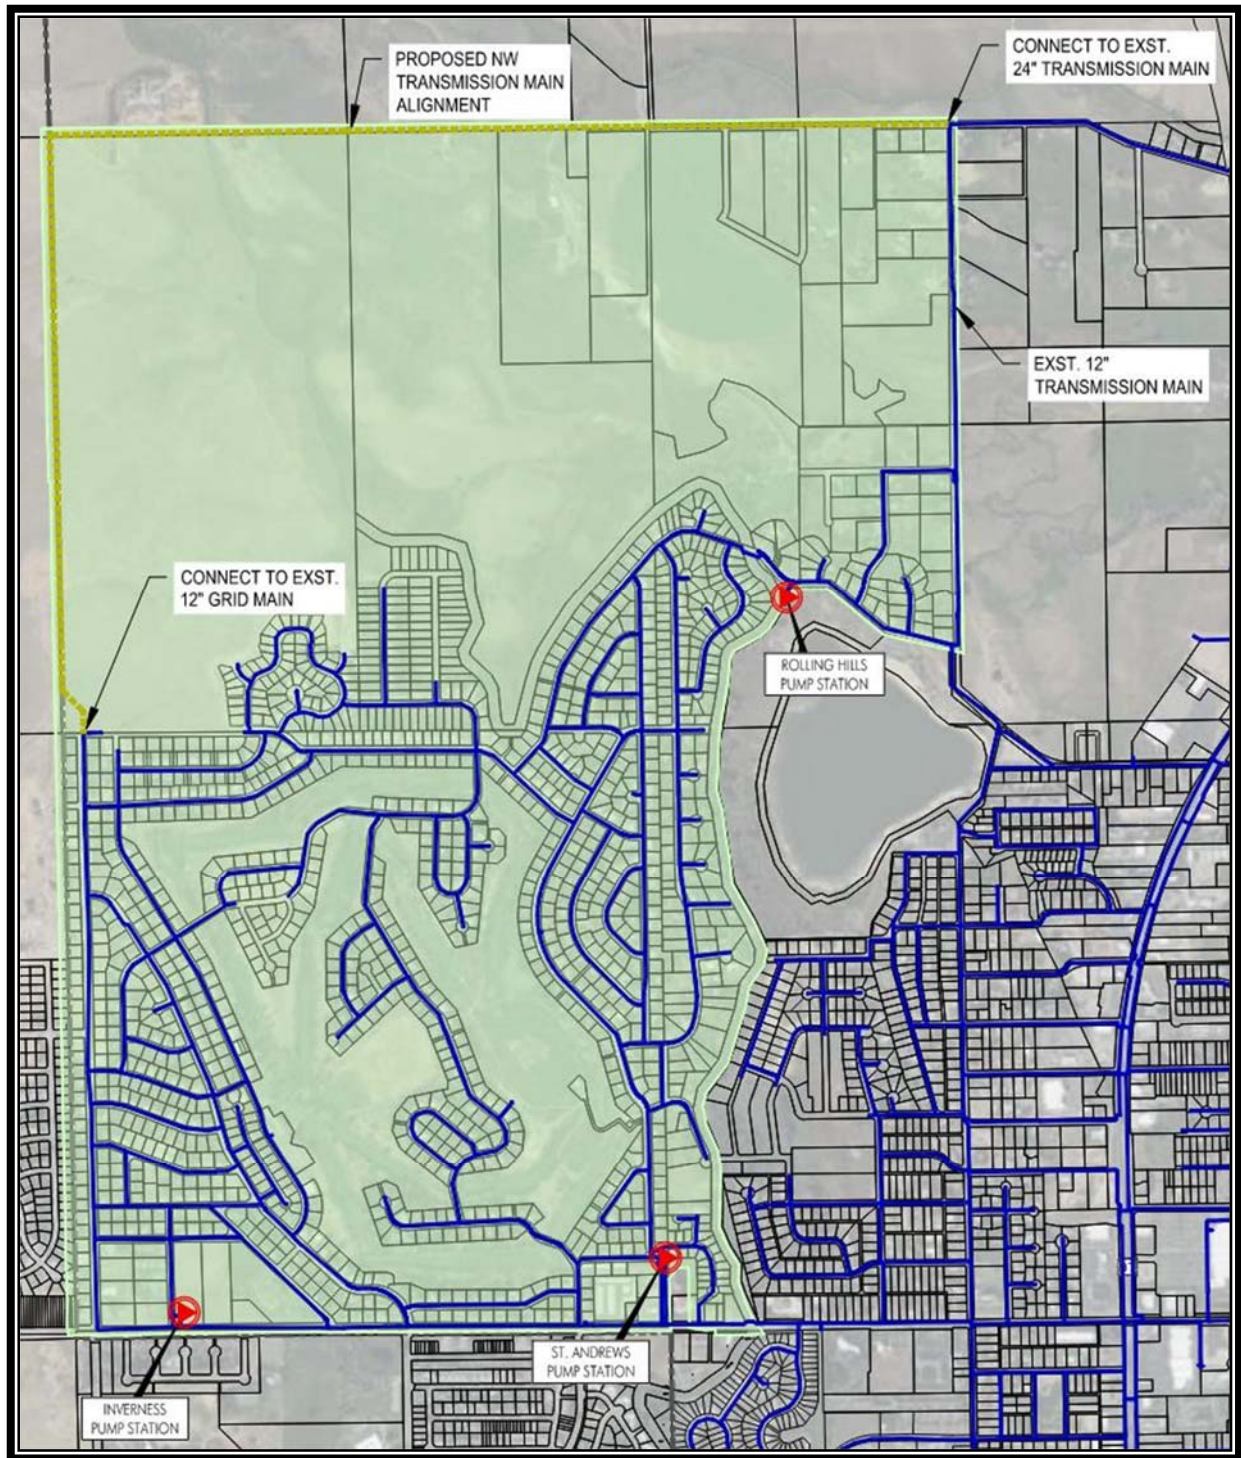 PROPOSED NW
TRANSMISSION MAIN
ALIGNMENT
CONNECT TO EXST.
24" TRANSMISSION MAIN
EXST. 12"
TRANSMISSION MAIN
CONNECT TO EXST.
12" GRID MAIN
ROLLING HILLS
PUMP STATION
ST. ANDREWS
PUMP STATION
INVERNESS
PUMP STATION